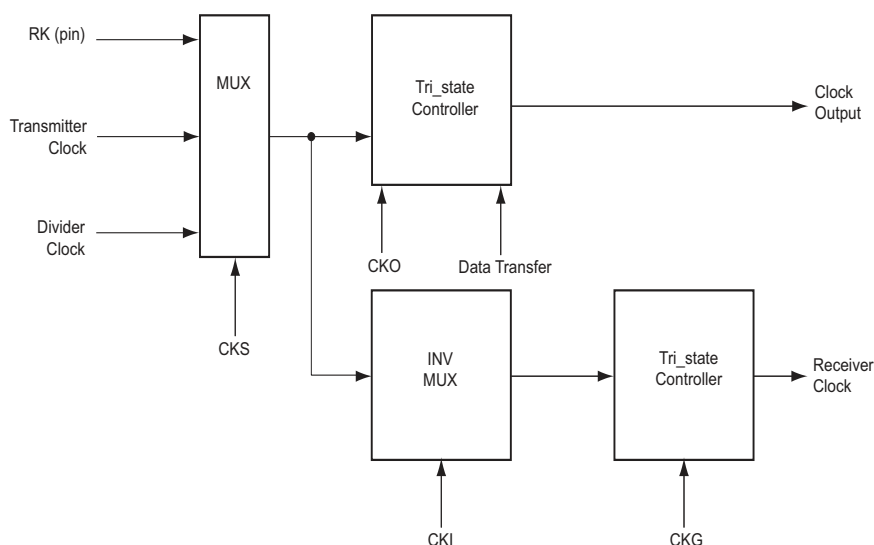 RK (pin)
MUX
Tri_state
Controller
Clock
Output
Transmitter
Clock
Divider
Clock
CKO
Data Transfer
CKS
INV
MUX
Tri_state
Controller
Receiver
Clock
CKI
CKG